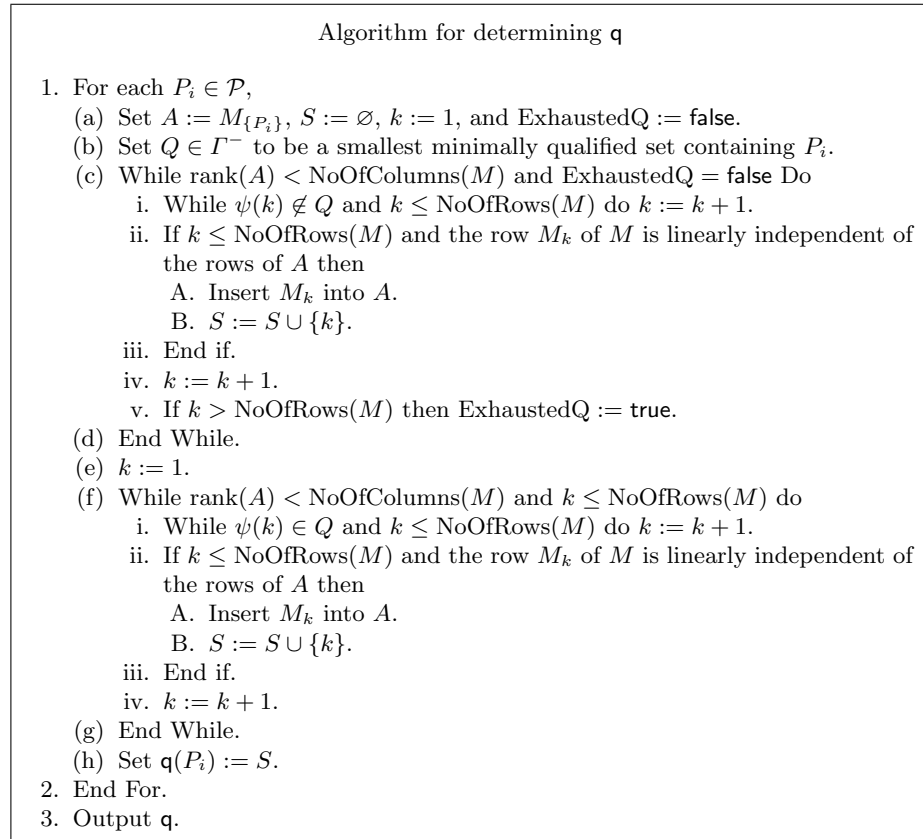 Algorithm for determining q
1. For each P_i ∈ 𝒫,
(a) Set A := M_{P_i}, S := ∅, k := 1, and ExhaustedQ := false.
(b) Set Q ∈ Γ⁻ to be a smallest minimally qualified set containing P_i.
(c) While rank(A) < NoOfColumns(M) and ExhaustedQ = false Do
i. While ψ(k) ∉ Q and k ≤ NoOfRows(M) do k := k + 1.
ii. If k ≤ NoOfRows(M) and the row M_k of M is linearly independent of
the rows of A then
A. Insert M_k into A.
B. S := S ∪ {k}.
iii. End if.
iv. k := k + 1.
v. If k > NoOfRows(M) then ExhaustedQ := true.
(d) End While.
(e) k := 1.
(f) While rank(A) < NoOfColumns(M) and k ≤ NoOfRows(M) do
i. While ψ(k) ∈ Q and k ≤ NoOfRows(M) do k := k + 1.
ii. If k ≤ NoOfRows(M) and the row M_k of M is linearly independent of
the rows of A then
A. Insert M_k into A.
B. S := S ∪ {k}.
iii. End if.
iv. k := k + 1.
(g) End While.
(h) Set q(P_i) := S.
2. End For.
3. Output q.